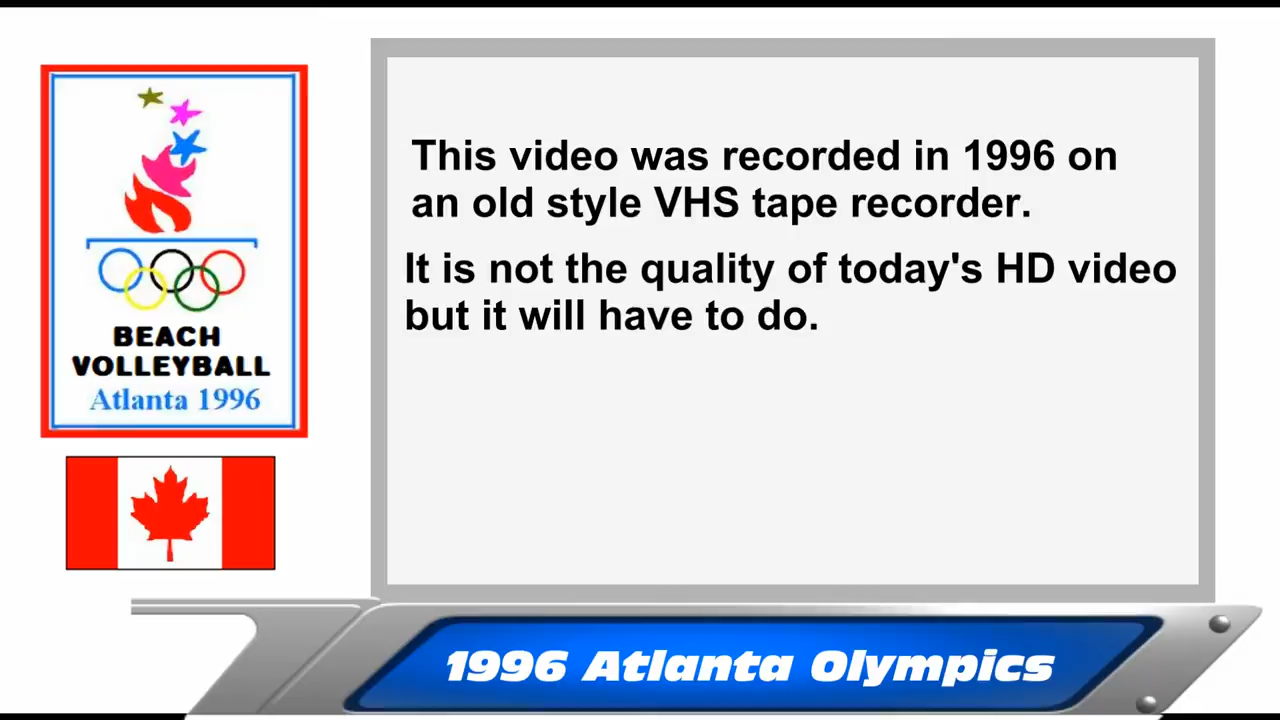 BEACH
VOLLEYBALL
Atlanta 1996
This video was recorded in 1996 on
an old style VHS tape recorder.
It is not the quality of today's HD video
but it will have to do.
1996 Atlanta Olympics